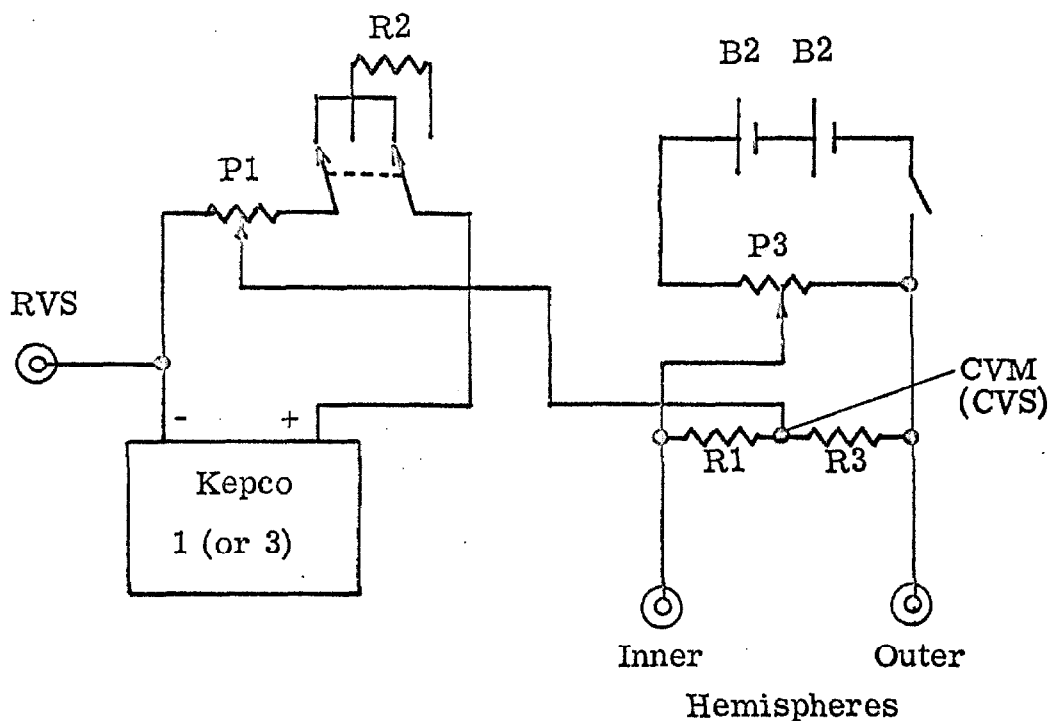 R2
B2 B2
P1
P3
RVS
CVM
(CVS)
- +
R1 R3
Kepco
1 (or 3)
Inner Outer
Hemispheres